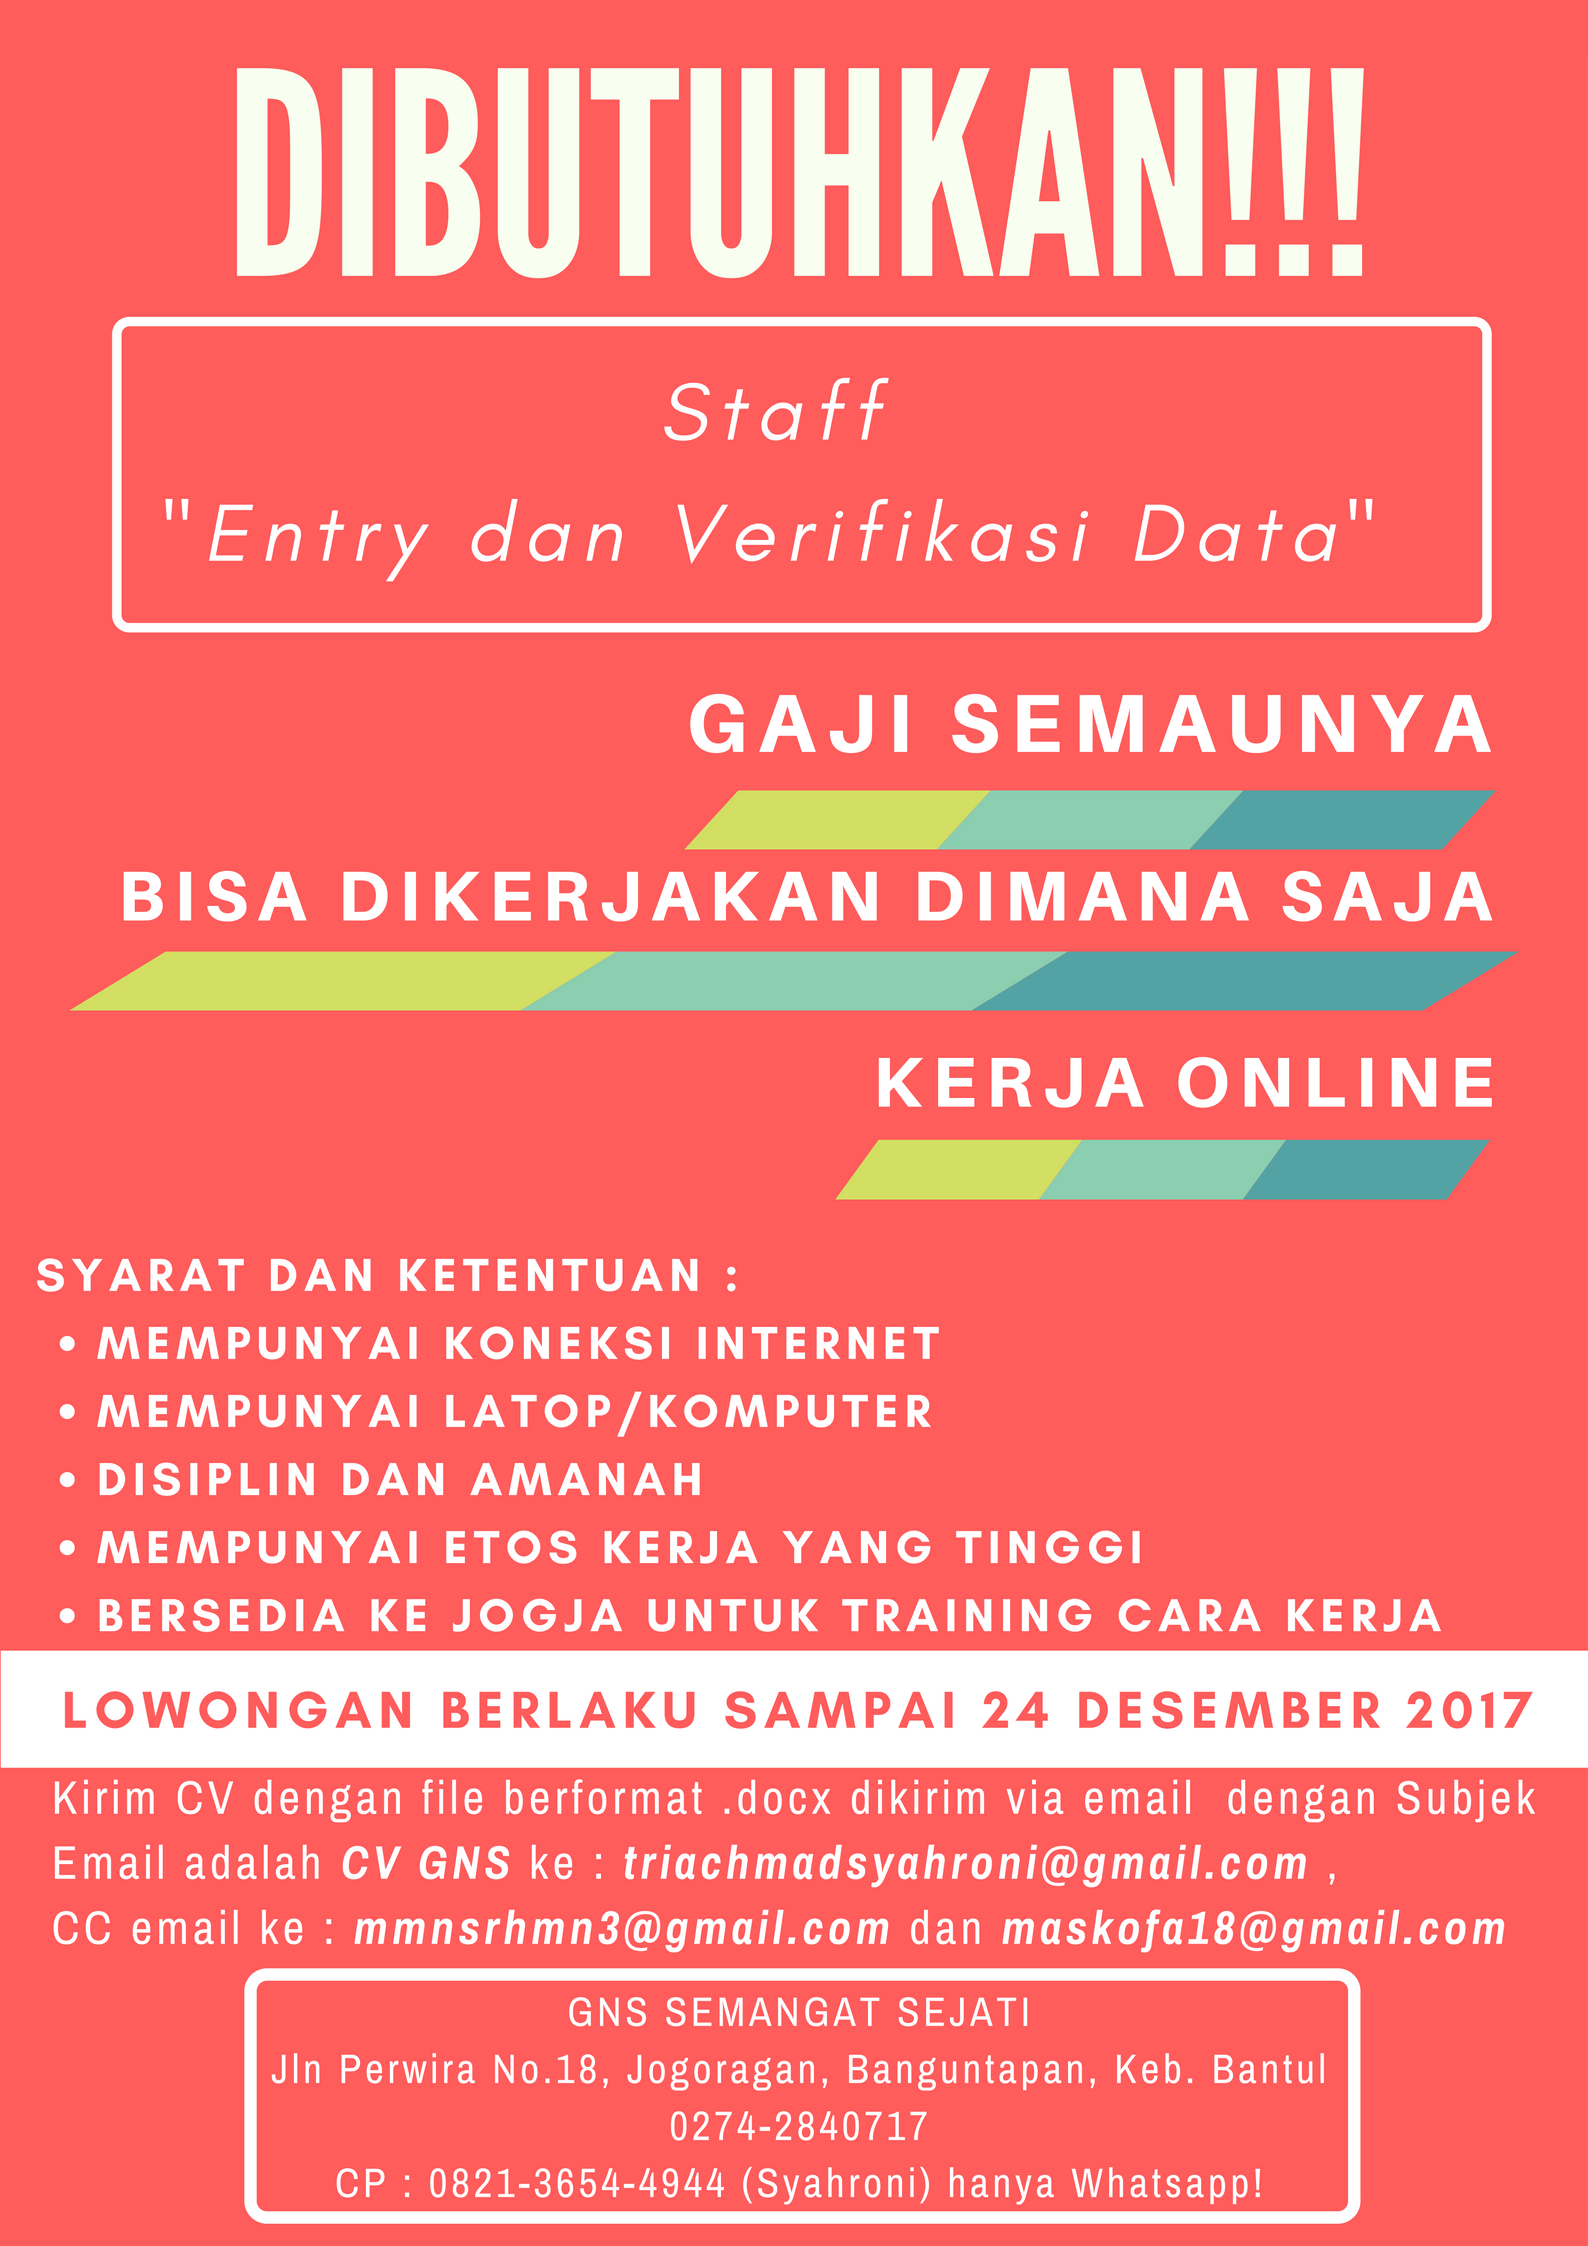 DIBUTUHKAN!!!
Staff
"Entry dan Verifikasi Data"
GAJI SEMAUNYA
BISA DIKERJAKAN DIMANA SAJA
KERJA ONLINE
SYARAT DAN KETENTUAN :
• MEMPUNYAI KONEKSI INTERNET
• MEMPUNYAI LATOP/KOMPUTER
• DISIPLIN DAN AMANAH
• MEMPUNYAI ETOS KERJA YANG TINGGI
• BERSEDIA KE JOGJA UNTUK TRAINING CARA KERJA
LOWONGAN BERLAKU SAMPAI 24 DESEMBER 2017
Kirim CV dengan file berformat .docx dikirim via email dengan Subjek
Email adalah CV GNS ke : triachmadsyahroni@gmail.com ,
CC email ke : mmnsrhmn3@gmail.com dan maskofa18@gmail.com
GNS SEMANGAT SEJATI
Jln Perwira No.18, Jogoragan, Banguntapan, Keb. Bantul
0274-2840717
CP : 0821-3654-4944 (Syahroni) hanya Whatsapp!